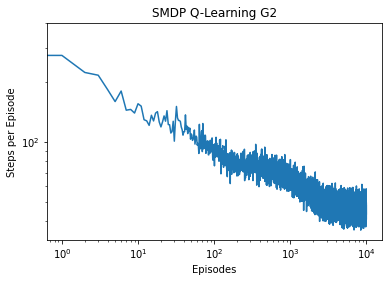 SMDP Q-Learning G2
Steps per Episode
10²
10⁰ 10¹ 10² 10³ 10⁴
Episodes